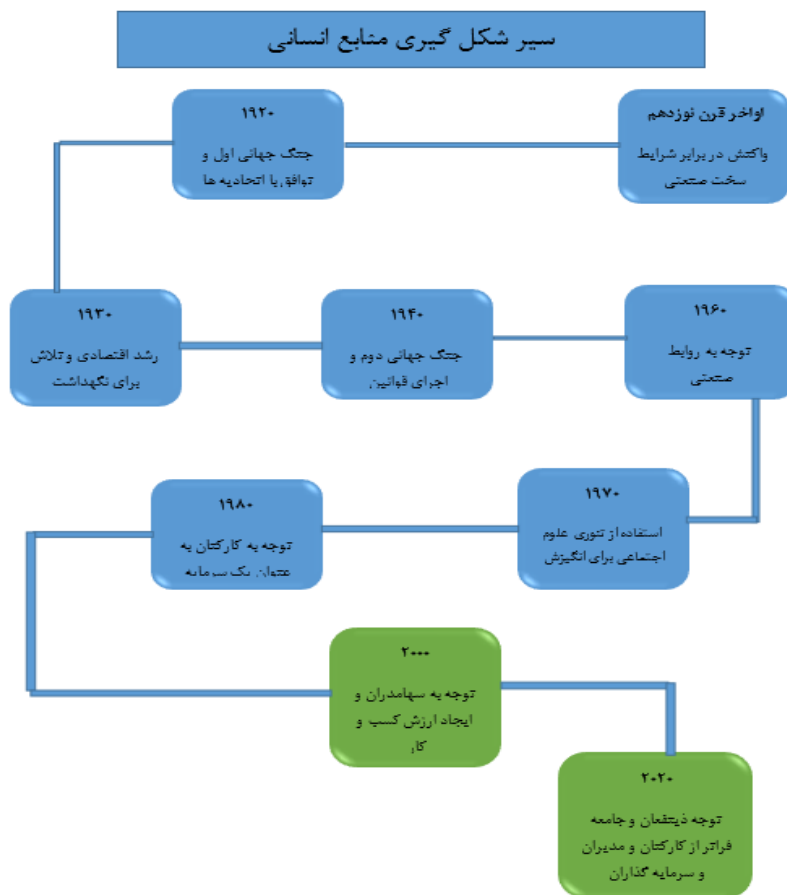 سیر شکل گیری منابع انسانی
اواخر قرن نوزدهم
واکنش در برابر شرایط
سخت صنعتی
۱۹۲۰
جنگ جهانی اول و
توافق با اتحادیه ها
۱۹۳۰
رشد اقتصادی و تلاش
برای نگهداشت
۱۹۴۰
جنگ جهانی دوم و
اجرای قوانین
۱۹۶۰
توجه به روابط
صنعتی
۱۹۷۰
استفاده از تئوری علوم
اجتماعی برای انگیزش
۱۹۸۰
توجه به کارکنان به
عنوان یک سرمایه
۲۰۰۰
توجه به سهامدران و
ایجاد ارزش کسب و
کار
۲۰۲۰
توجه ذینفعان و جامعه
فراتر از کارکنان و مدیران
و سرمایه گذاران